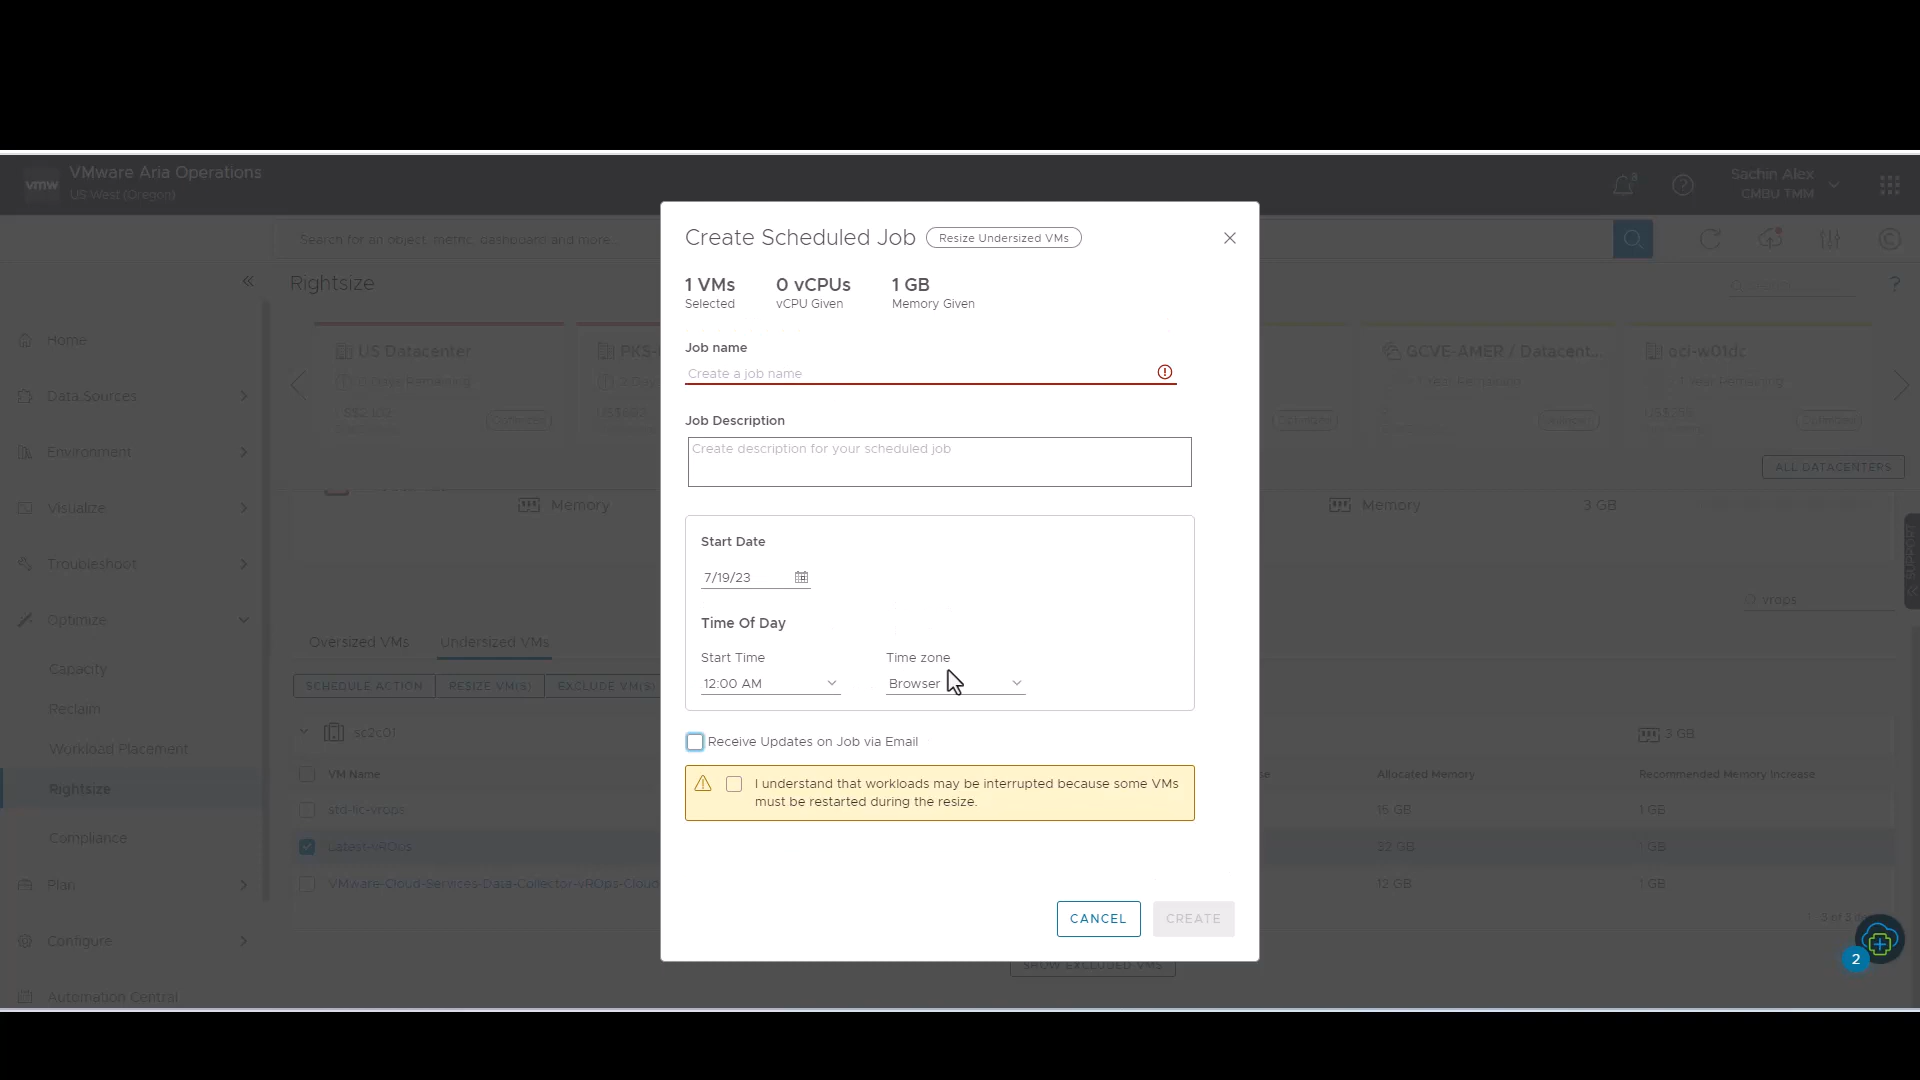 vmw
VMware Aria Operations
US West (Oregon)
8
Sachin Alex
CMBU TMM
Search for an object, metric, dashboard and more...
Rightsize
?
Home
Data Sources
Environment
Visualize
Troubleshoot
Optimize
Capacity
Reclaim
Workload Placement
Rightsize
Compliance
Plan
Configure
Automation Central
US Datacenter
PKS-
GCVE-AMER / Datacent...
oci-w01dc
Optimized
ALL DATACENTERS
Memory
Memory
3 GB
SUPPORT
vrops
Oversized VMs
Undersized VMs
SCHEDULE ACTION
RESIZE VM(S)
EXCLUDE VM(S)
sc2c01
3 GB
VM Name
Allocated Memory
Recommended Memory Increase
std-lic-vrops
15 GB
1 GB
Latest-vROps
32 GB
1 GB
VMware-Cloud-Services-Data-Collector-vROps-Cloud
12 GB
1 GB
SHOW EXCLUDED VMS
2
Create Scheduled Job
Resize Undersized VMs
1 VMs
Selected
0 vCPUs
vCPU Given
1 GB
Memory Given
Job name
Create a job name
Job Description
Create description for your scheduled job
Start Date
7/19/23
Time Of Day
Start Time
Time zone
12:00 AM
Browser
Receive Updates on Job via Email
I understand that workloads may be interrupted because some VMs
must be restarted during the resize.
CANCEL
CREATE